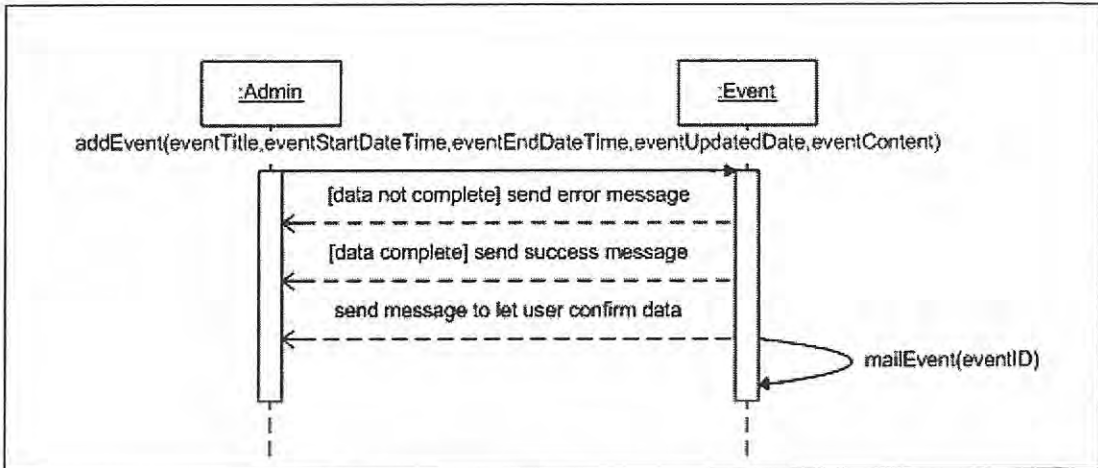 :Admin
:Event
addEvent(eventTitle,eventStartDateTime,eventEndDateTime,eventUpdatedDate,eventContent)
[data not complete] send error message
[data complete] send success message
send message to let user confirm data
mailEvent(eventID)